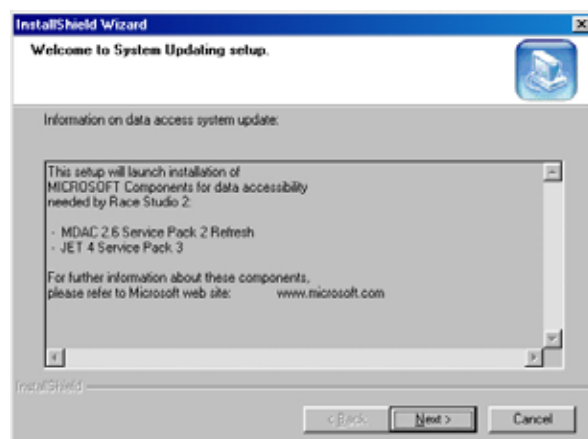 InstallShield Wizard
Welcome to System Updating setup.
Information on data access system update:
This setup will launch installation of
MICROSOFT Components for data accessibility
needed by Race Studio 2:
- MDAC 2.6 Service Pack 2 Refresh
- JET 4 Service Pack 3
For further information about these components,
please refer to Microsoft web site: www.microsoft.com
InstallShield
< Back
Next >
Cancel